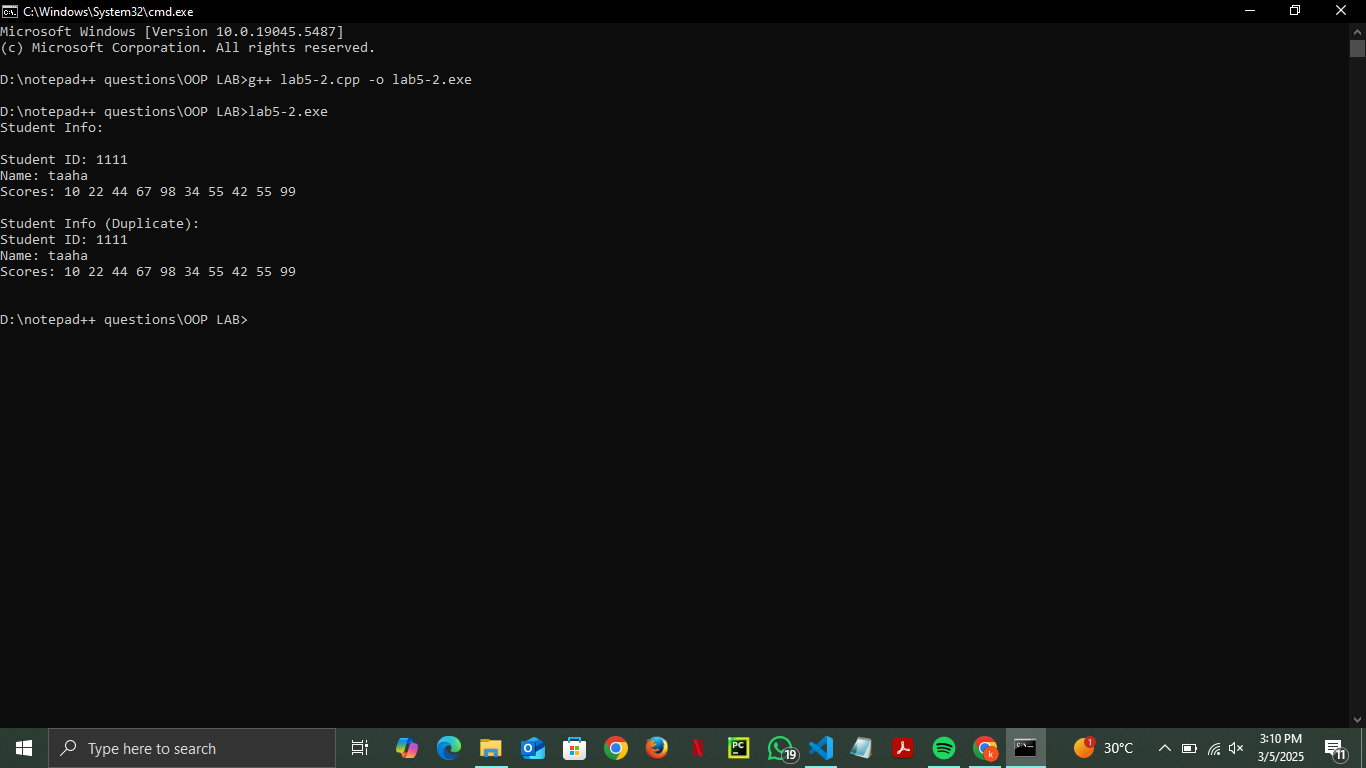 C:\Windows\System32\cmd.exe
Microsoft Windows [Version 10.0.19045.5487]
(c) Microsoft Corporation. All rights reserved.
D:\notepad++ questions\OOP LAB>g++ lab5-2.cpp -o lab5-2.exe
D:\notepad++ questions\OOP LAB>lab5-2.exe
Student Info:
Student ID: 1111
Name: taaha
Scores: 10 22 44 67 98 34 55 42 55 99
Student Info (Duplicate):
Student ID: 1111
Name: taaha
Scores: 10 22 44 67 98 34 55 42 55 99
D:\notepad++ questions\OOP LAB>
Type here to search
PC
19
k
1
30°C
3:10 PM
3/5/2025
11